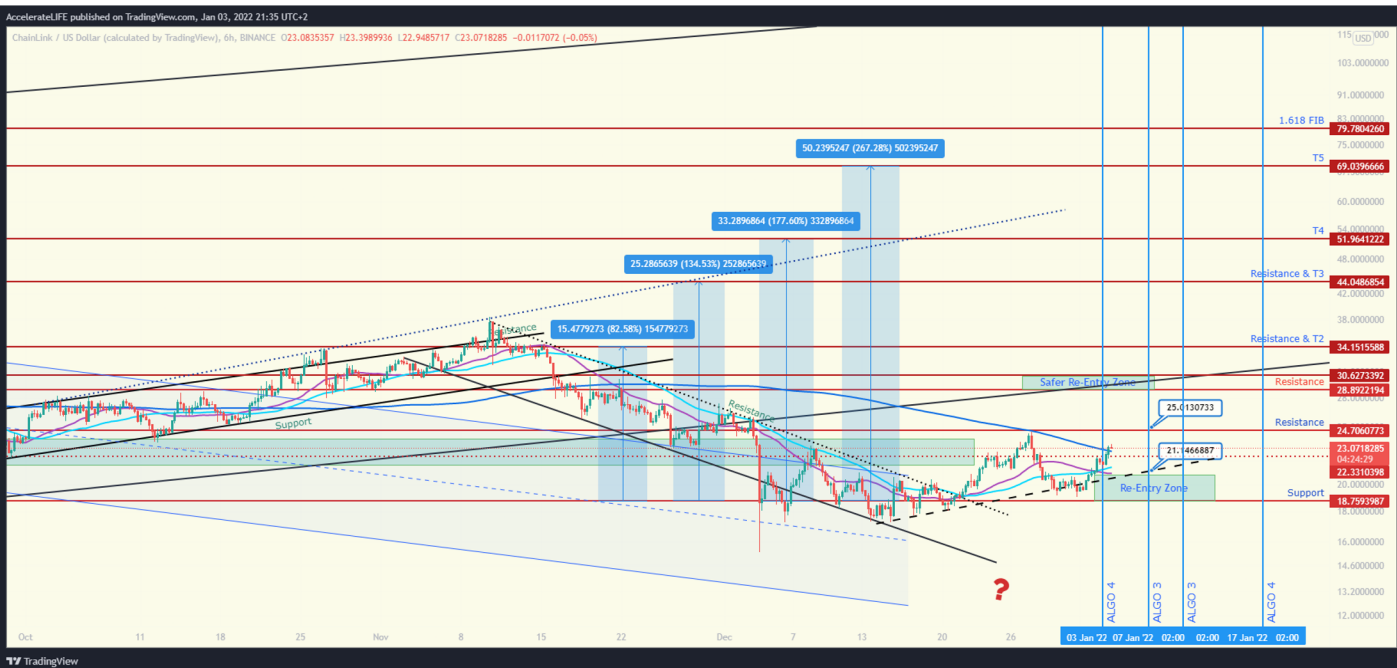 AccelerateLIFE published on TradingView.com, Jan 03, 2022 21:35 UTC+2
ChainLink / US Dollar (calculated by TradingView), 6h, BINANCE O23.0835357 H23.3989936 L22.9485717 C23.0718285 -0.0117072 (-0.05%)
USD
103.0000000
91.0000000
1.618 FIB
79.7804260
75.0000000
50.2395247 (267.28%) 502395247
T5
69.0396666
60.0000000
33.2896864 (177.60%) 332896864
T4
54.0000000
51.9641222
48.0000000
25.2865639 (134.53%) 252865639
Resistance & T3
44.0486854
42.0000000
38.0000000
15.4779273 (82.58%) 154779273
Resistance
Resistance & T2
34.1515588
30.6273392
Safer Re-Entry Zone
Resistance
28.8922194
25.0130733
Resistance
Support
Resistance
24.7060773
23.0718285
04:24:29
21.1466887
22.3310398
20.0000000
Re-Entry Zone
Support
18.7593987
18.0000000
16.0000000
14.6000000
?
13.2000000
12.0000000
ALGO 4
ALGO 3
ALGO 3
ALGO 4
Oct
11
18
25
Nov
8
15
22
Dec
7
13
20
26
03 Jan '22
07 Jan '22
02:00
02:00
17 Jan '22
02:00
TradingView